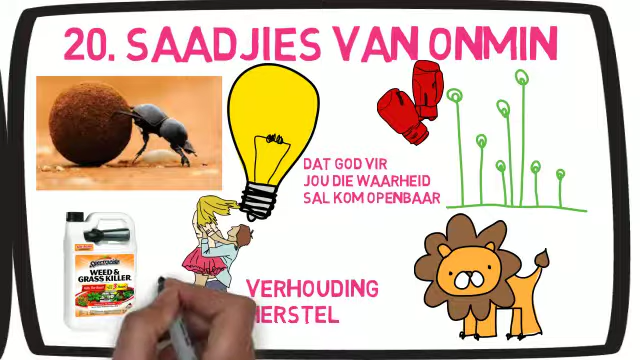 20. SAADJIES VAN ONMIN
DAT GOD VIR
JOU DIE WAARHEID
SAL KOM OPENBAAR
Spectracide
WEED &
GRASS KILLER
VERHOUDING
HERSTEL